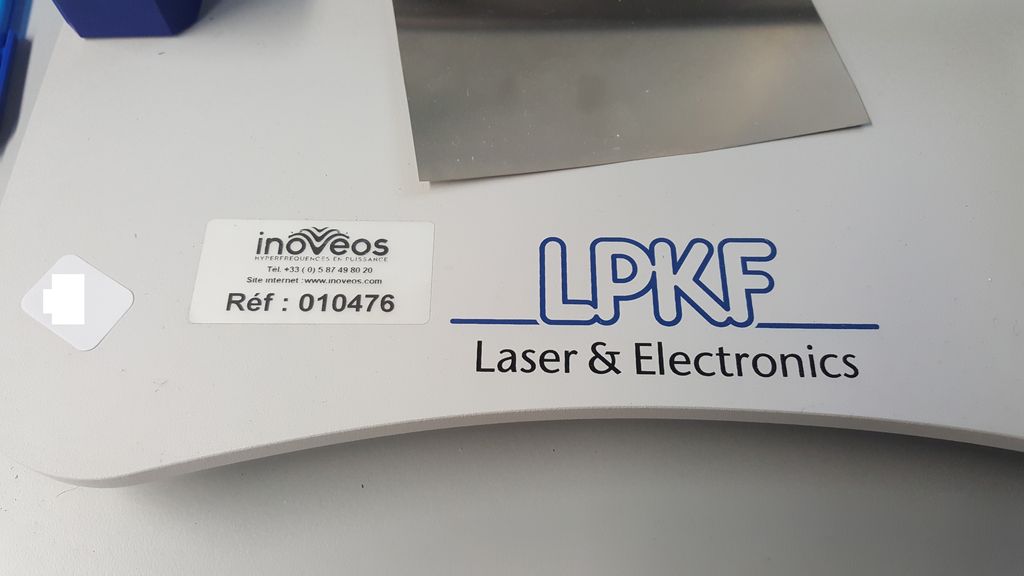 inoveos
HYPERFREQUENCES EN PUISSANCE
Tél. +33 ( 0) 5 87 49 80 20
Site internet : www.inoveos.com
Réf : 010476
LPKF
Laser & Electronics